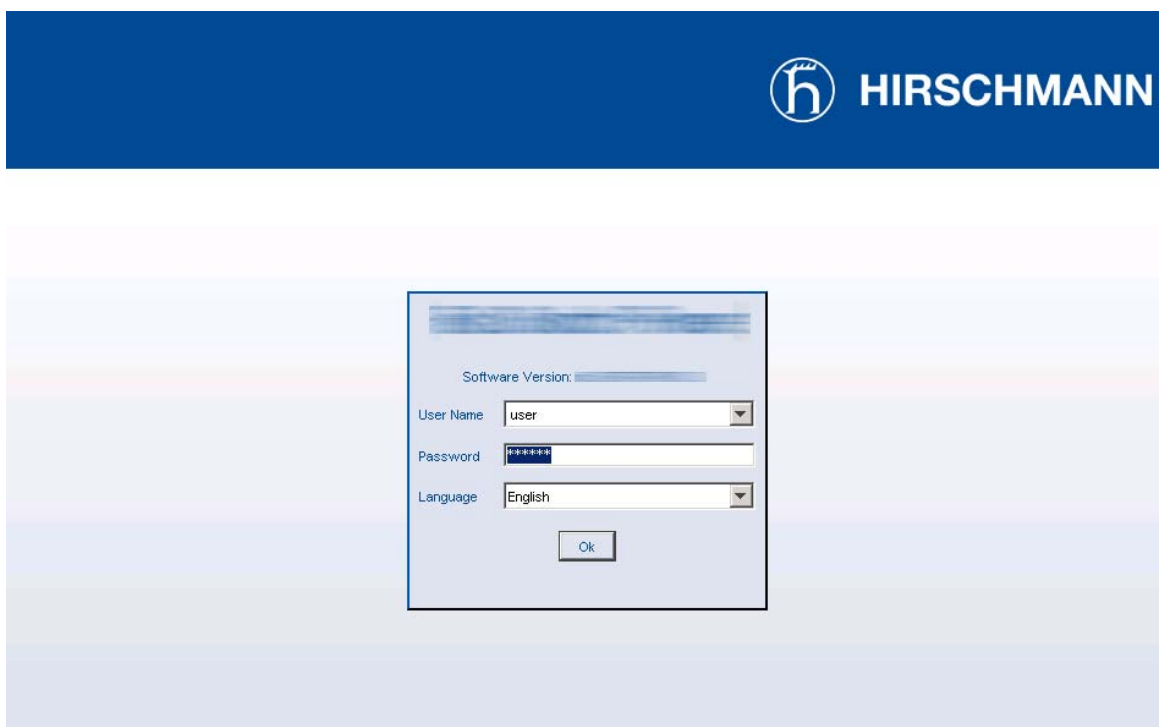 HIRSCHMANN
Software Version:
User Name user
Password ******
Language English
Ok